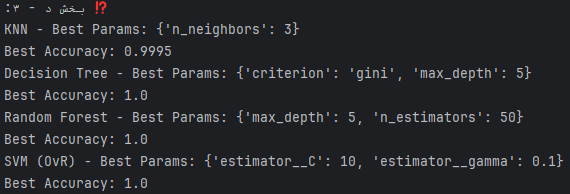 بخش د - ۳: ⁉️
KNN - Best Params: {'n_neighbors': 3}
Best Accuracy: 0.9995
Decision Tree - Best Params: {'criterion': 'gini', 'max_depth': 5}
Best Accuracy: 1.0
Random Forest - Best Params: {'max_depth': 5, 'n_estimators': 50}
Best Accuracy: 1.0
SVM (OvR) - Best Params: {'estimator__C': 10, 'estimator__gamma': 0.1}
Best Accuracy: 1.0